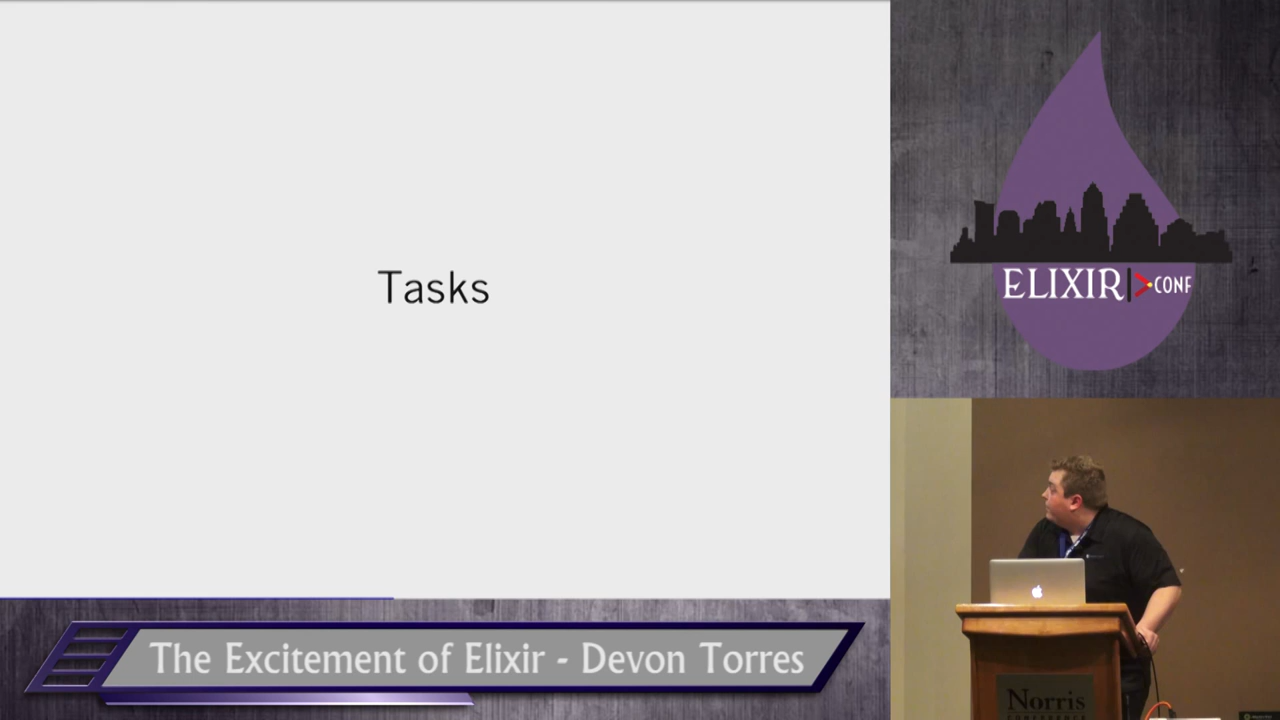 Tasks
ELIXIR|>CONF
The Excitement of Elixir - Devon Torres
Norris